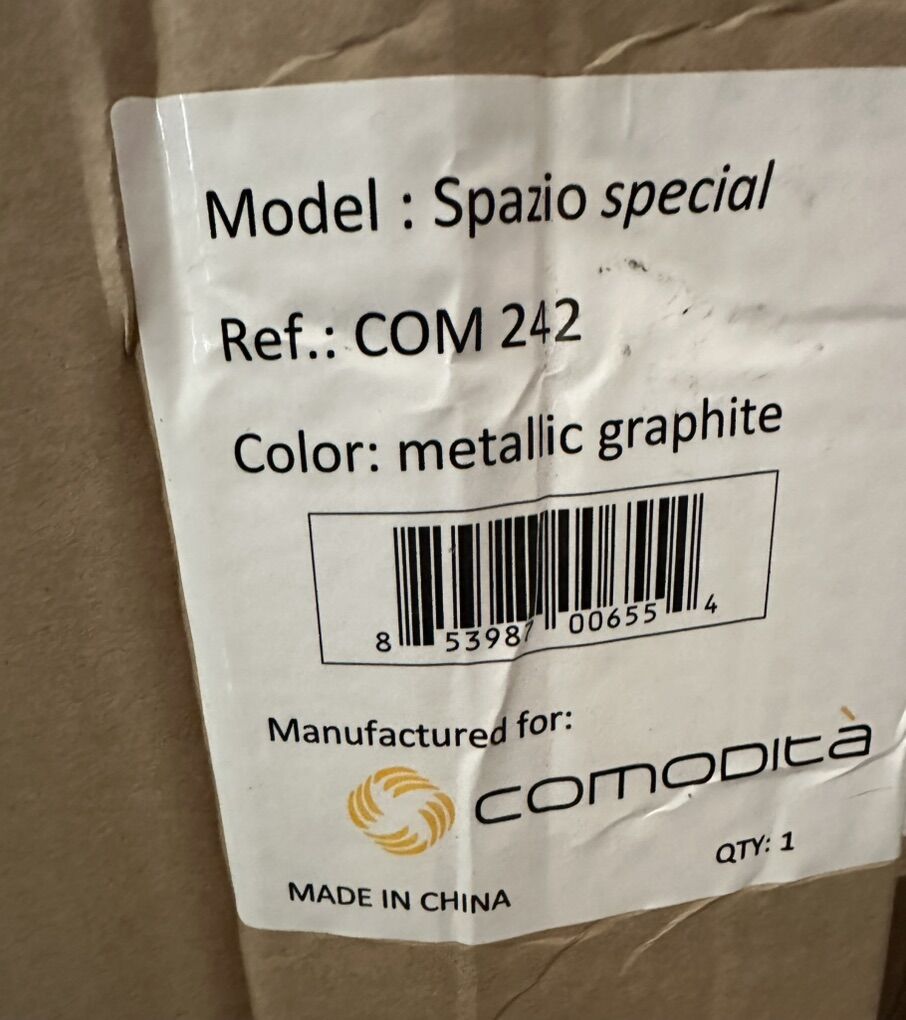 Model : Spazio special
Ref.: COM 242
Color: metallic graphite
8 53987 00655 4
Manufactured for:
comodità
QTY: 1
MADE IN CHINA